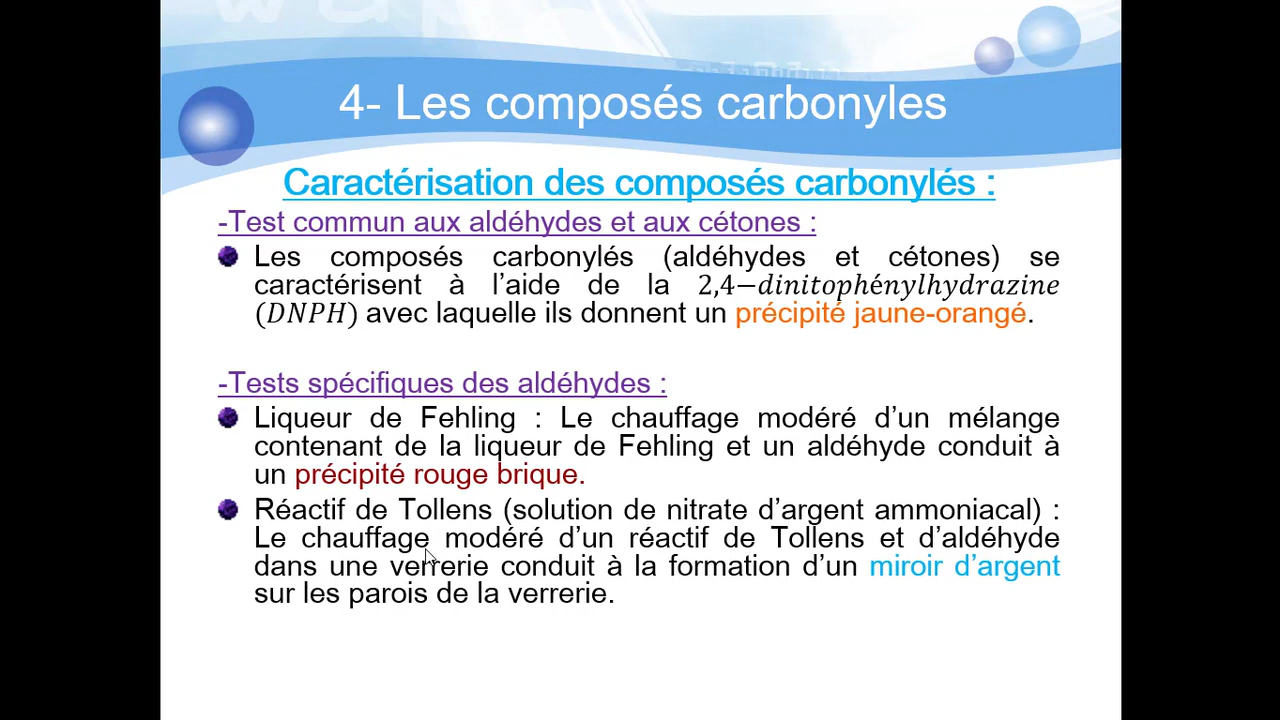 4- Les composés carbonyles
Caractérisation des composés carbonylés :
-Test commun aux aldéhydes et aux cétones :
Les composés carbonylés (aldéhydes et cétones) se
caractérisent à l’aide de la 2,4−dinitophénylhydrazine
(DNPH) avec laquelle ils donnent un précipité jaune-orangé.
-Tests spécifiques des aldéhydes :
Liqueur de Fehling : Le chauffage modéré d’un mélange
contenant de la liqueur de Fehling et un aldéhyde conduit à
un précipité rouge brique.
Réactif de Tollens (solution de nitrate d’argent ammoniacal) :
Le chauffage modéré d’un réactif de Tollens et d’aldéhyde
dans une verrerie conduit à la formation d’un miroir d’argent
sur les parois de la verrerie.